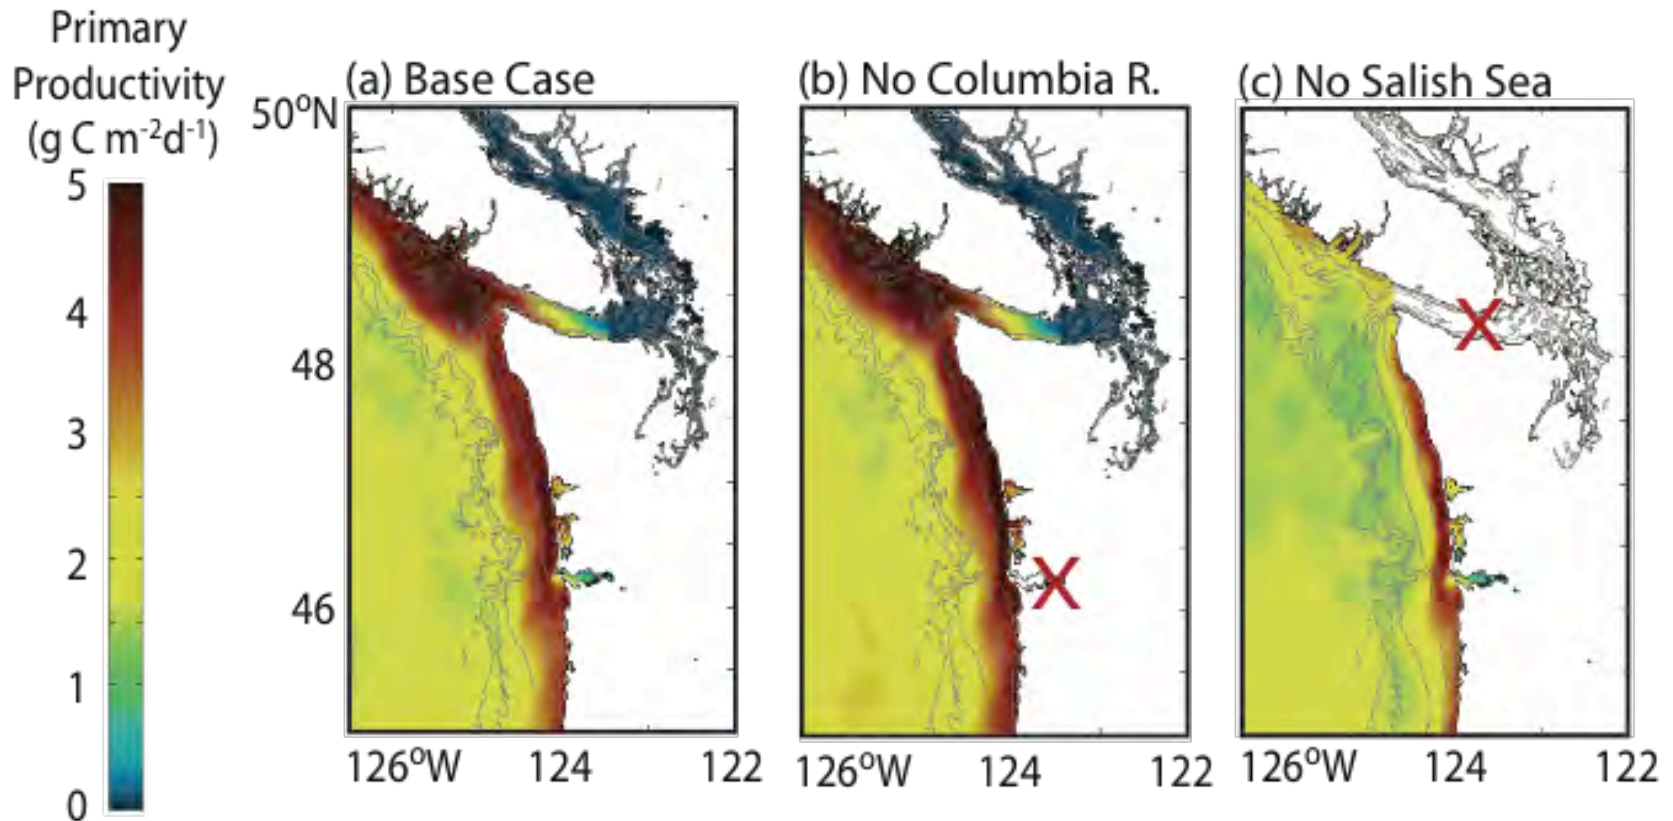 Primary
Productivity
(g C m⁻²d⁻¹)
5
4
3
2
1
0
(a) Base Case
50ºN
48
46
126ºW 124 122
(b) No Columbia R.
X
126ºW 124 122
(c) No Salish Sea
X
126ºW 124 122